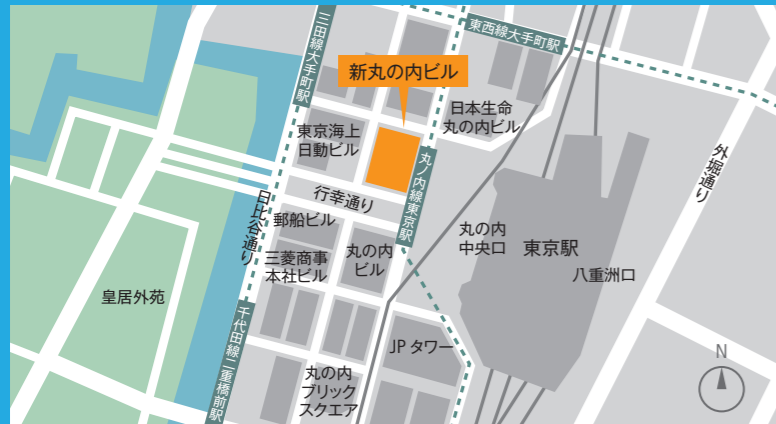 東西線大手町駅
三田線大手町駅
新丸の内ビル
日本生命
丸の内ビル
東京海上
日動ビル
外堀通り
丸ノ内線東京駅
行幸通り
日比谷通り
郵船ビル
丸の内
中央口
東京駅
丸の内
ビル
三菱商事
本社ビル
八重洲口
皇居外苑
千代田線二重橋前駅
JPタワー
N
丸の内
ブリック
スクエア